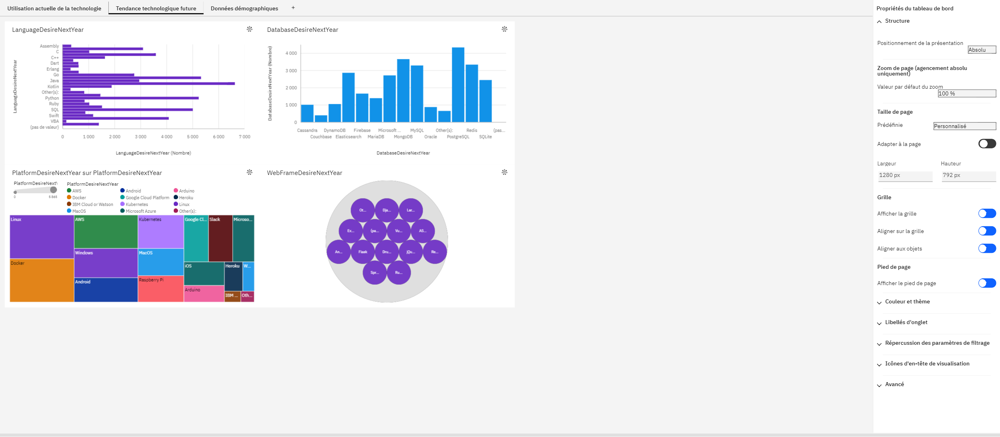 Utilisation actuelle de la technologie
Tendance technologique future
Données démographiques
+
LanguageDesireNextYear
LanguageDesireNextYear
Assembly
C
C++
Dart
Erlang
Go
Java
Kotlin
Other(s):
Python
Ruby
SQL
Swift
VBA
(pas de valeur)
0 1 000 2 000 3 000 4 000 5 000 6 000 7 000
LanguageDesireNextYear (Nombre)
DatabaseDesireNextYear
DatabaseDesireNextYear (Nombre)
4 000
3 000
2 000
1 000
0
Cassandra DynamoDB Firebase Microsoft ... MySQL Other(s): Redis (pas...
Couchbase Elasticsearch MariaDB MongoDB Oracle PostgreSQL SQLite
DatabaseDesireNextYear
PlatformDesireNextYear sur PlatformDesireNextYear
PlatformDesireNextY
0 5 865
PlatformDesireNextYear
AWS Android Arduino
Docker Google Cloud Platform Heroku
IBM Cloud or Watson Kubernetes Linux
MacOS Microsoft Azure Other(s):
Linux AWS Kubernetes Google Cl... Slack Microso...
Windows MacOS
Docker iOS Heroku W...
Raspberry Pi
Android
Arduino
IBM ... Oth...
WebFrameDesireNextYear
Ot... Dja... Lar...
Ex... (pa... Vu... AS...
An... Flask Dru... jQu... Re...
Spr... Ru...
Propriétés du tableau de bord
Structure
Positionnement de la présentation
Absolu
Zoom de page (agencement absolu
uniquement)
Valeur par défaut du zoom
100 %
Taille de page
Prédéfinie
Personnalisé
Adapter à la page
Largeur Hauteur
1280 px 792 px
Grille
Afficher la grille
Aligner sur la grille
Aligner aux objets
Pied de page
Afficher le pied de page
Couleur et thème
Libellés d'onglet
Répercussion des paramètres de filtrage
Icônes d'en-tête de visualisation
Avancé